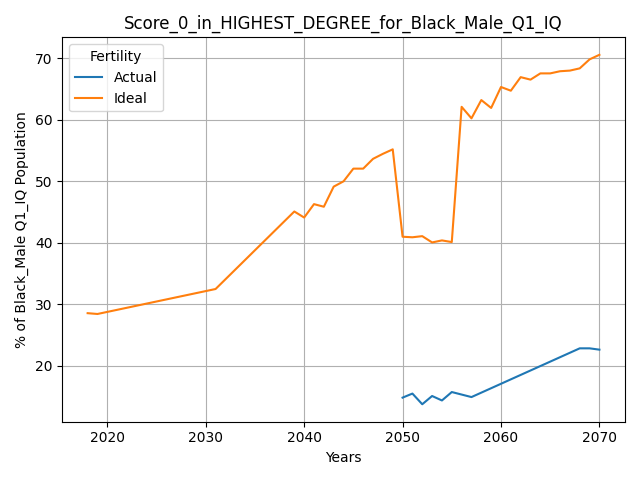 Score_0_in_HIGHEST_DEGREE_for_Black_Male_Q1_IQ
Fertility
Actual
Ideal
% of Black_Male Q1_IQ Population
70
60
50
40
30
20
2020 2030 2040 2050 2060 2070
Years